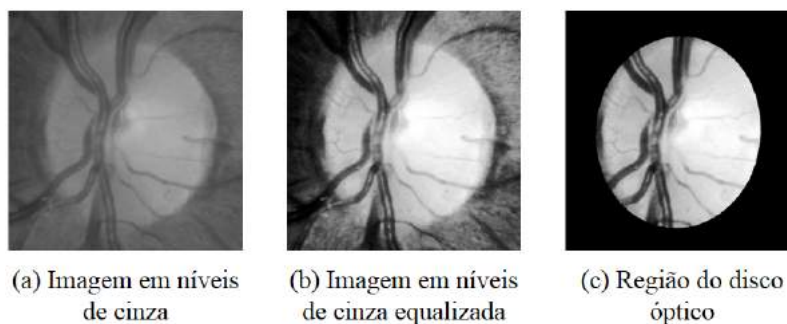 (a) Imagem em níveis
de cinza
(b) Imagem em níveis
de cinza equalizada
(c) Região do disco
óptico